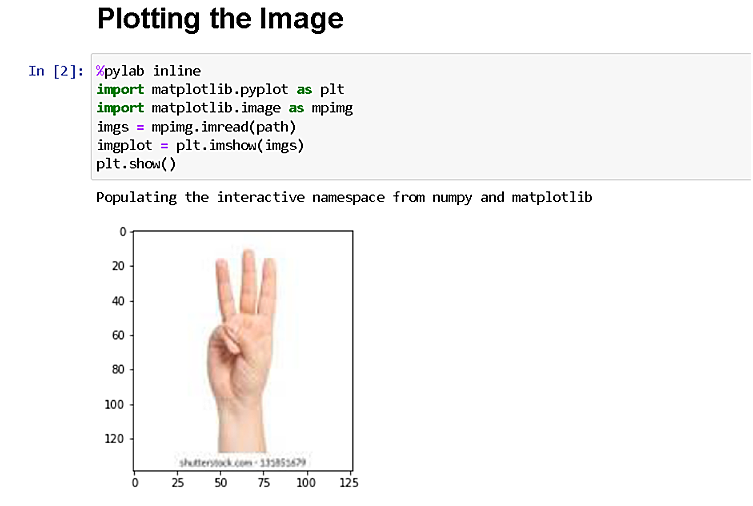 Plotting the Image
In [2]: %pylab inline
import matplotlib.pyplot as plt
import matplotlib.image as mpimg
imgs = mpimg.imread(path)
imgplot = plt.imshow(imgs)
plt.show()
Populating the interactive namespace from numpy and matplotlib
0
20
40
60
80
100
120
shutterstock.com · 131851679
0 25 50 75 100 125